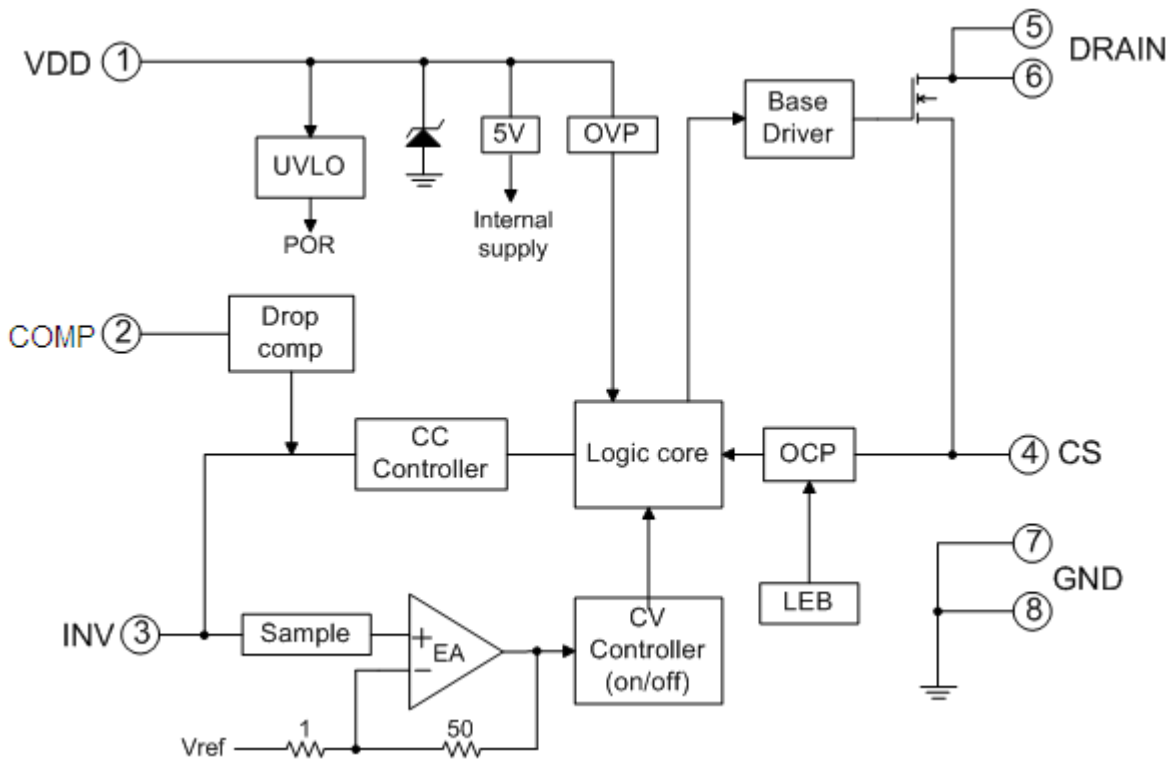 VDD 1
5
DRAIN
6
UVLO
5V
OVP
Base
Driver
POR
Internal
supply
COMP 2
Drop
comp
CC
Controller
Logic core
OCP
4 CS
7
GND
8
LEB
INV 3
Sample
+
EA
−
CV
Controller
(on/off)
Vref
1
50